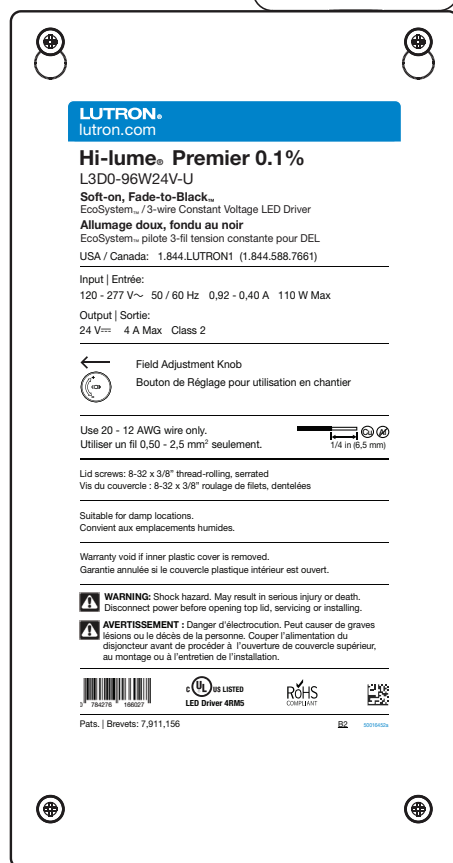 LUTRON®
lutron.com
Hi-lume® Premier 0.1%
L3D0-96W24V-U
Soft-on, Fade-to-Black™
EcoSystem™ / 3-wire Constant Voltage LED Driver
Allumage doux, fondu au noir
EcoSystem™ pilote 3-fil tension constante pour DEL
USA / Canada: 1.844.LUTRON1 (1.844.588.7661)
Input | Entrée:
120 - 277 V~ 50 / 60 Hz 0,92 - 0,40 A 110 W Max
Output | Sortie:
24 V⎓ 4 A Max Class 2
Field Adjustment Knob
Bouton de Réglage pour utilisation en chantier
Use 20 - 12 AWG wire only.
Utiliser un fil 0,50 - 2,5 mm² seulement.
Cu Al
1/4 in (6,5 mm)
Lid screws: 8-32 x 3/8" thread-rolling, serrated
Vis du couvercle : 8-32 x 3/8" roulage de filets, dentelées
Suitable for damp locations.
Convient aux emplacements humides.
Warranty void if inner plastic cover is removed.
Garantie annulée si le couvercle plastique intérieur est ouvert.
WARNING: Shock hazard. May result in serious injury or death.
Disconnect power before opening top lid, servicing or installing.
AVERTISSEMENT : Danger d'électrocution. Peut causer de graves
lésions ou le décès de la personne. Couper l'alimentation du
disjoncteur avant de procéder à l'ouverture de couvercle supérieur,
au montage ou à l'entretien de l'installation.
0 784276 166027
C UL US LISTED
LED Driver 4RM5
RoHS
COMPLIANT
Pats. | Brevets: 7,911,156
B2